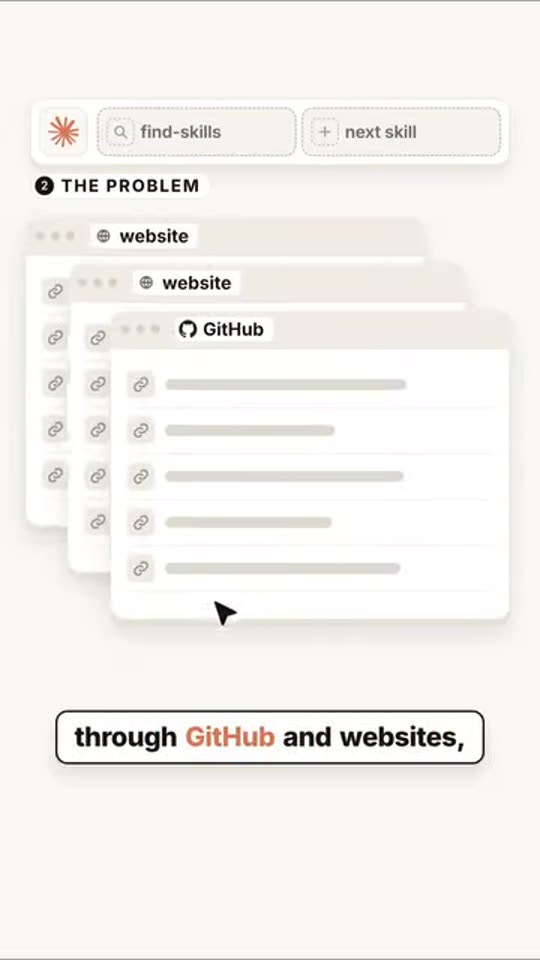 find-skills
next skill
2 THE PROBLEM
website
website
GitHub
through GitHub and websites,